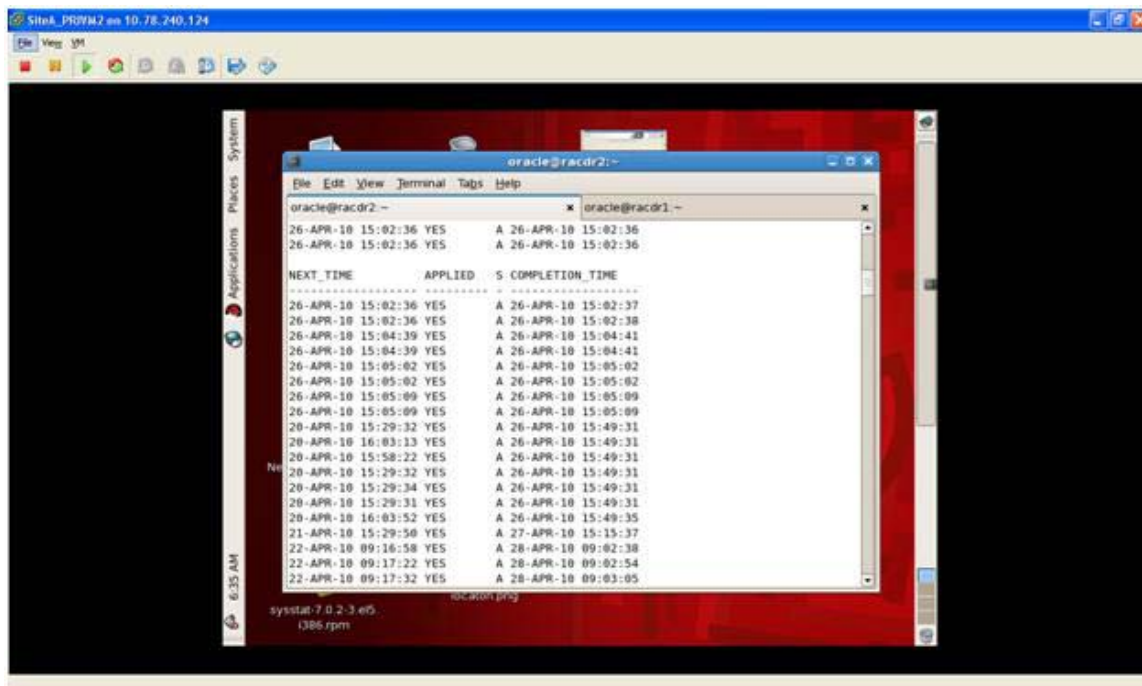 SiteA_PRIVM2 on 10.78.240.124
File View VM
System
Places
Applications
6:35 AM
oracle@racdr2:~
File Edit View Terminal Tabs Help
oracle@racdr2:~ oracle@racdr1:~
26-APR-10 15:02:36 YES A 26-APR-10 15:02:36
26-APR-10 15:02:36 YES A 26-APR-10 15:02:36
NEXT_TIME APPLIED S COMPLETION_TIME
------------------ --------- - ------------------
26-APR-10 15:02:36 YES A 26-APR-10 15:02:37
26-APR-10 15:02:36 YES A 26-APR-10 15:02:38
26-APR-10 15:04:39 YES A 26-APR-10 15:04:41
26-APR-10 15:04:39 YES A 26-APR-10 15:04:41
26-APR-10 15:05:02 YES A 26-APR-10 15:05:02
26-APR-10 15:05:02 YES A 26-APR-10 15:05:02
26-APR-10 15:05:09 YES A 26-APR-10 15:05:09
26-APR-10 15:05:09 YES A 26-APR-10 15:05:09
20-APR-10 15:29:32 YES A 26-APR-10 15:49:31
20-APR-10 16:03:13 YES A 26-APR-10 15:49:31
20-APR-10 15:58:22 YES A 26-APR-10 15:49:31
20-APR-10 15:29:32 YES A 26-APR-10 15:49:31
20-APR-10 15:29:34 YES A 26-APR-10 15:49:31
20-APR-10 15:29:31 YES A 26-APR-10 15:49:31
20-APR-10 16:03:52 YES A 26-APR-10 15:49:35
21-APR-10 15:29:50 YES A 27-APR-10 15:15:37
22-APR-10 09:16:58 YES A 28-APR-10 09:02:38
22-APR-10 09:17:22 YES A 28-APR-10 09:02:54
22-APR-10 09:17:32 YES A 28-APR-10 09:03:05
Ne
locaton.png
sysstat-7.0.2-3.el5.
i386.rpm